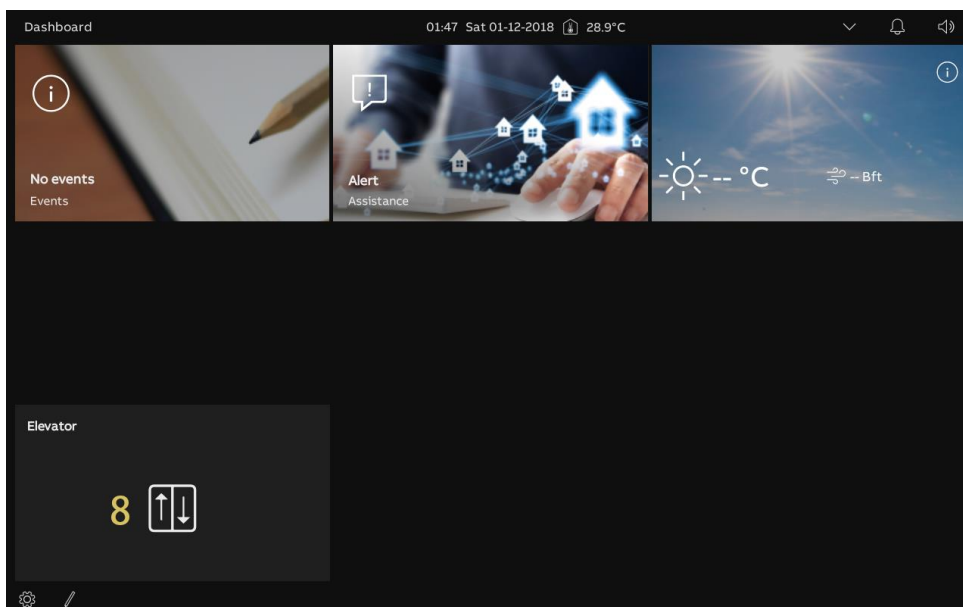 Dashboard
01:47 Sat 01-12-2018 28.9°C
No events
Events
Alert
Assistance
-- °C
-- Bft
Elevator
8